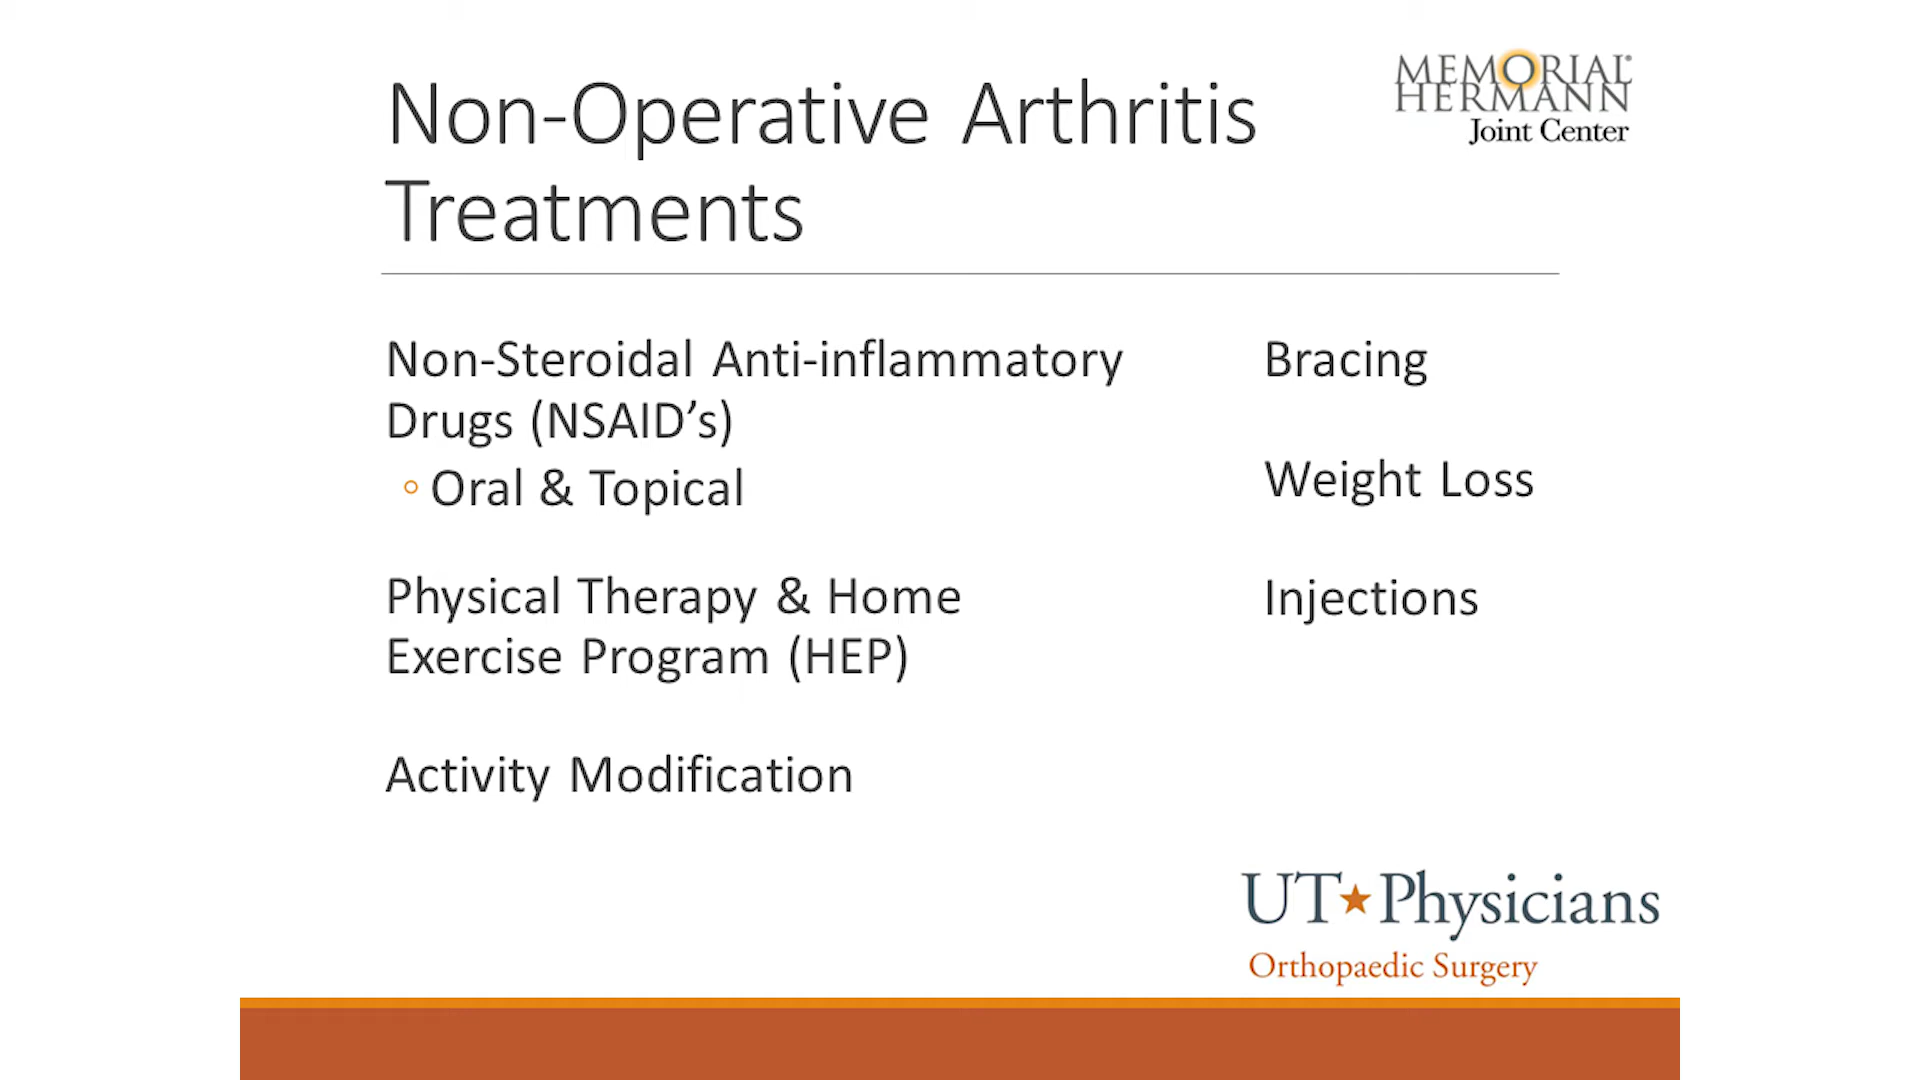 Non-Operative Arthritis
Treatments
MEMORIAL®
HERMANN
Joint Center
Non-Steroidal Anti-inflammatory
Drugs (NSAID’s)
◦ Oral & Topical
Physical Therapy & Home
Exercise Program (HEP)
Activity Modification
Bracing
Weight Loss
Injections
UT★Physicians
Orthopaedic Surgery